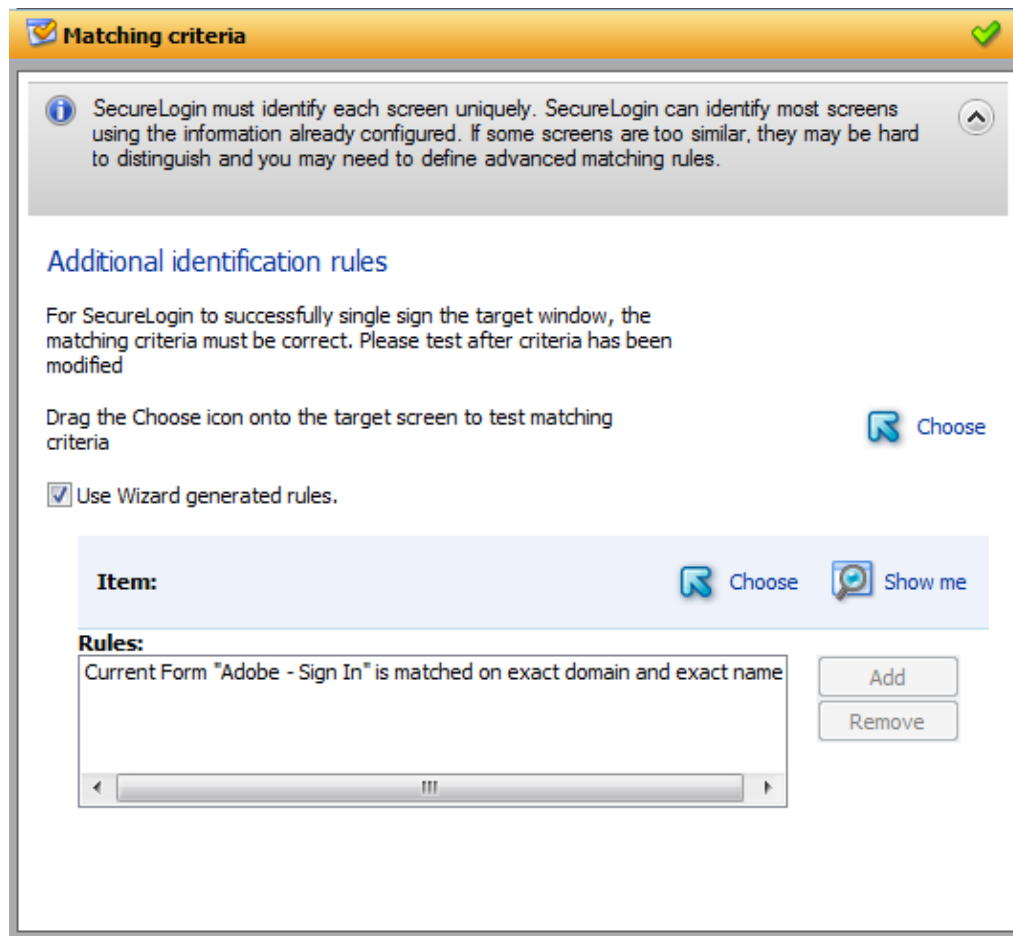 Matching criteria
SecureLogin must identify each screen uniquely. SecureLogin can identify most screens
using the information already configured. If some screens are too similar, they may be hard
to distinguish and you may need to define advanced matching rules.
Additional identification rules
For SecureLogin to successfully single sign the target window, the
matching criteria must be correct. Please test after criteria has been
modified
Drag the Choose icon onto the target screen to test matching
criteria
Choose
Use Wizard generated rules.
Item:
Choose
Show me
Rules:
Current Form "Adobe - Sign In" is matched on exact domain and exact name
Add
Remove